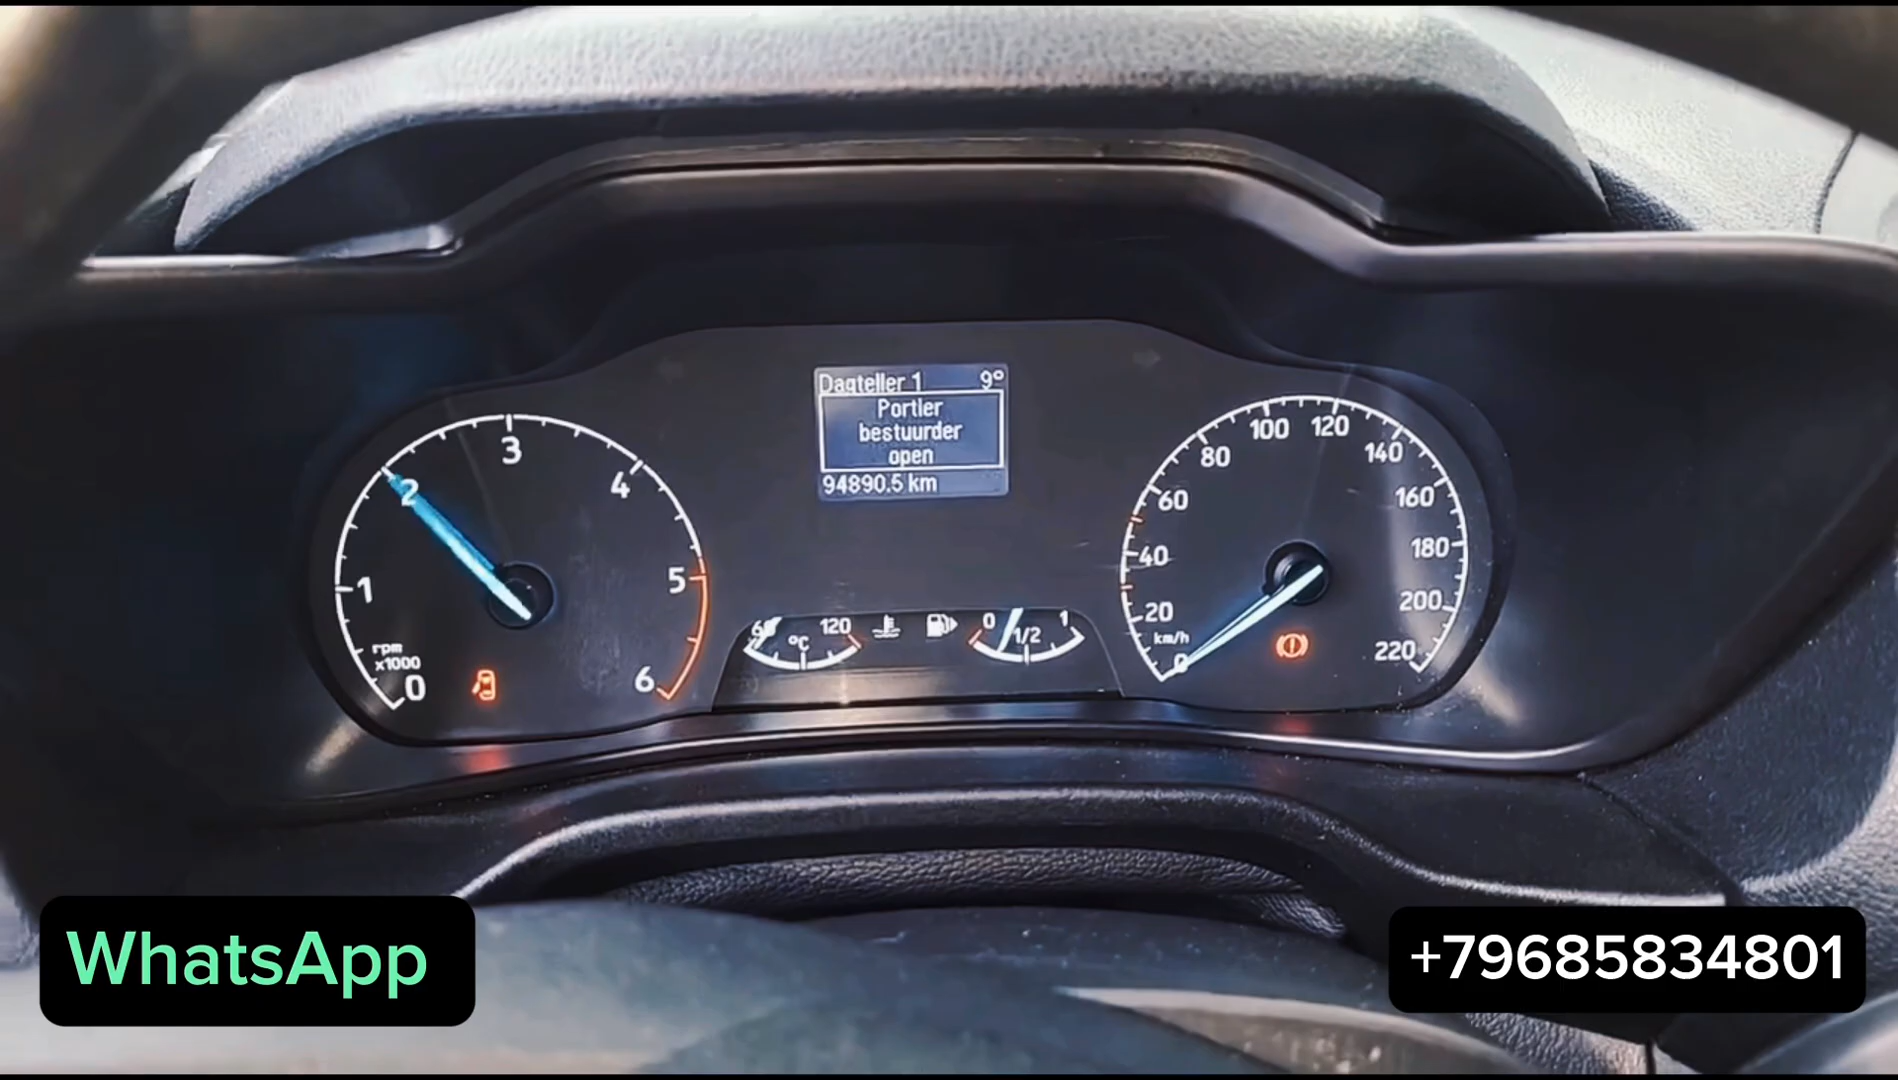 Dagteller 1 9°
Portier
bestuurder
open
94890.5 km
0
1
2
3
4
5
6
rpm
x1000
60 °C 120
0 1/2 1
0
20
40
60
80
100
120
140
160
180
200
220
km/h
WhatsApp
+79685834801